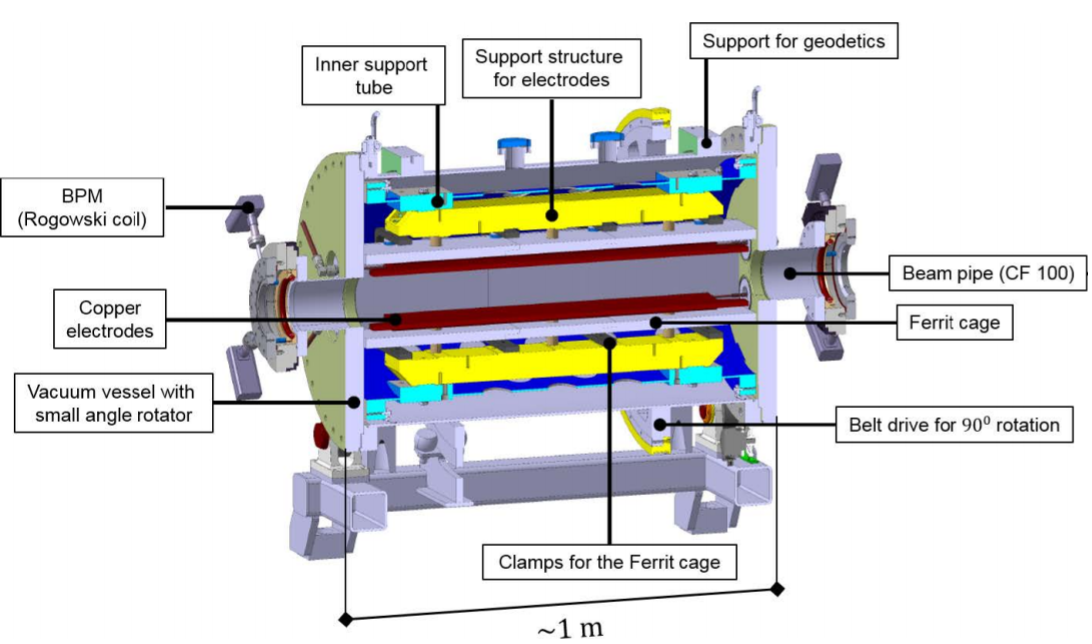 Support for geodetics
Support structure
for electrodes
Inner support
tube
BPM
(Rogowski coil)
Beam pipe (CF 100)
Copper
electrodes
Ferrit cage
Vacuum vessel with
small angle rotator
Belt drive for 90⁰ rotation
Clamps for the Ferrit cage
~1 m